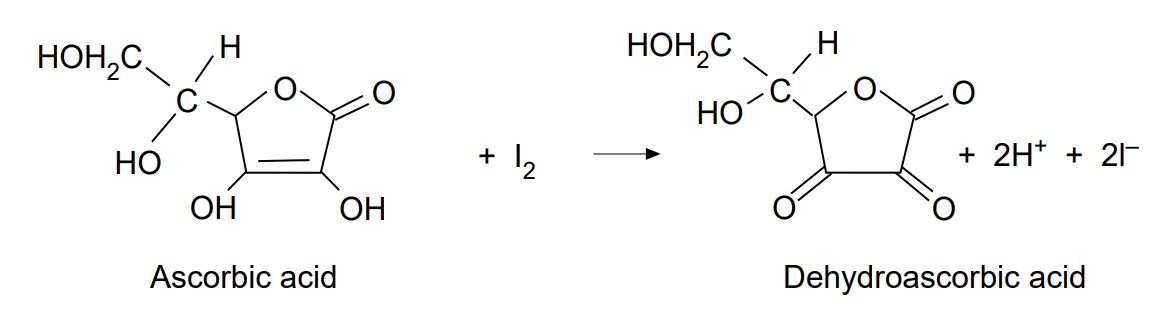 HOH₂C H HOH₂C H
C O O C O O
HO + I₂ HO + 2H⁺ + 2I⁻
OH OH O O
Ascorbic acid Dehydroascorbic acid